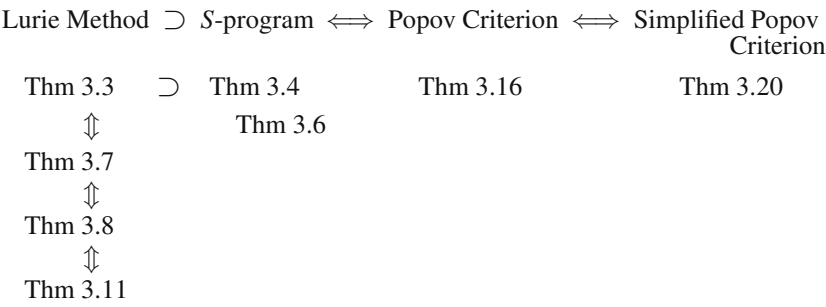 Lurie Method ⊃ S-program ⟺ Popov Criterion ⟺ Simplified Popov
Criterion
Thm 3.3 ⊃ Thm 3.4 Thm 3.16 Thm 3.20
⇕ Thm 3.6
Thm 3.7
⇕
Thm 3.8
⇕
Thm 3.11